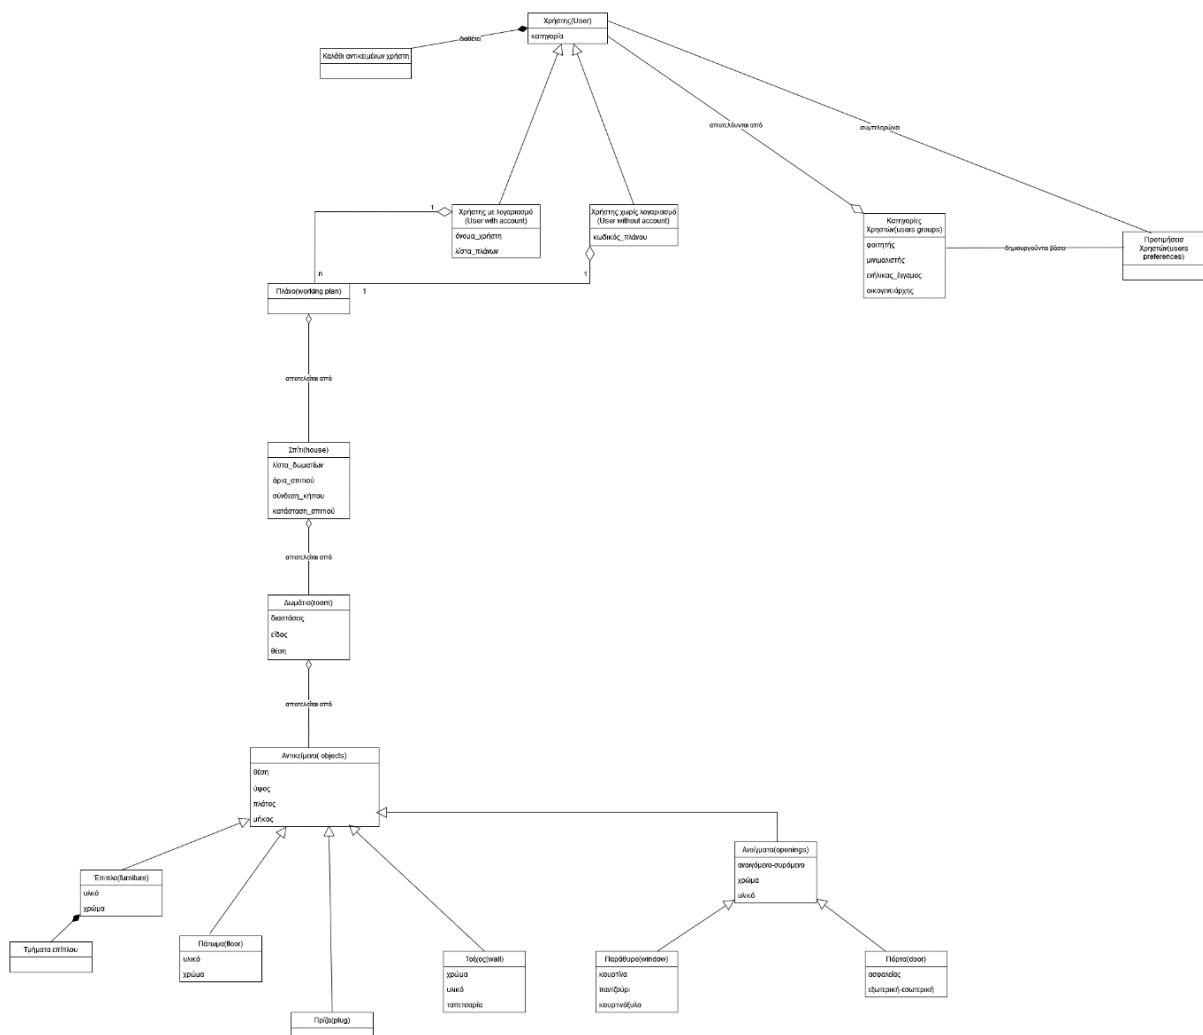 Χρήστης(User)
κατηγορία
διαθέτει
Καλάθι αντικειμένων χρήστη
αποτελούνται από
συμπληρώνει
Χρήστης με λογαριασμό
(User with account)
όνομα_χρήστη
λίστα_πλάνων
Χρήστης χωρίς λογαριασμό
(User without account)
κωδικός_πλάνου
Κατηγορίες
Χρηστών(users groups)
φοιτητής
μινιμαλιστής
ενήλικας_έγγαμος
οικογενειάρχης
δημιουργούνται βάσει
Προτιμήσεισ
Χρηστών(users
preferences)
1
n
1
1
Πλάνο(working plan)
αποτελείται από
Σπίτι(house)
λίστα_δωματίων
όρια_σπιτιού
σύνδεση_κήπου
κατάσταση_σπιτιού
αποτελείται από
Δωμάτιο(room)
διαστάσεις
είδος
θέση
αποτελείται από
Αντικείμενα( objects)
θέση
ύψος
πλάτος
μήκος
Ανοίγματα(openings)
ανοιγόμενο-συρόμενο
χρώμα
υλικό
Έπιπλο(furniture)
υλικό
χρώμα
Τμήματα επίπλου
Πάτωμα(floor)
υλικό
χρώμα
Τοίχος(wall)
χρώμα
υλικό
ταπετσαρία
Παράθυρο(window)
κουρτίνα
παντζούρι
κουρτινόξυλο
Πόρτα(door)
ασφαλείας
εξωτερική-εσωτερική
Πρίζα(plug)